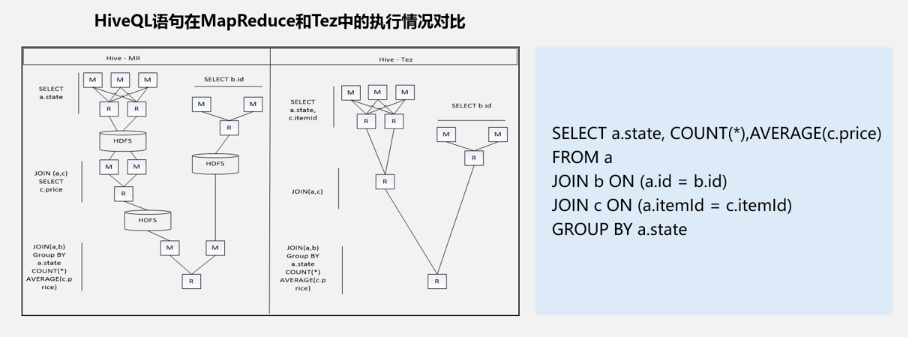 HiveQL语句在MapReduce和Tez中的执行情况对比
Hive - MR
SELECT
a.state
M M M
R R
HDFS
SELECT b.id
M M
R
HDFS
JOIN (a,c)
SELECT
c.price
M M
R
HDFS
M M
JOIN(a,b)
Group BY
a.state
COUNT(*)
AVERAGE(c.p
rice)
R
Hive - Tez
SELECT
a.state,
c.itemId
M M M
R R
SELECT b.id
M M
R
JOIN(a,c)
R
JOIN(a,b)
Group BY
a.state
COUNT(*)
AVERAGE(c.p
rice)
R
SELECT a.state, COUNT(*),AVERAGE(c.price)
FROM a
JOIN b ON (a.id = b.id)
JOIN c ON (a.itemId = c.itemId)
GROUP BY a.state